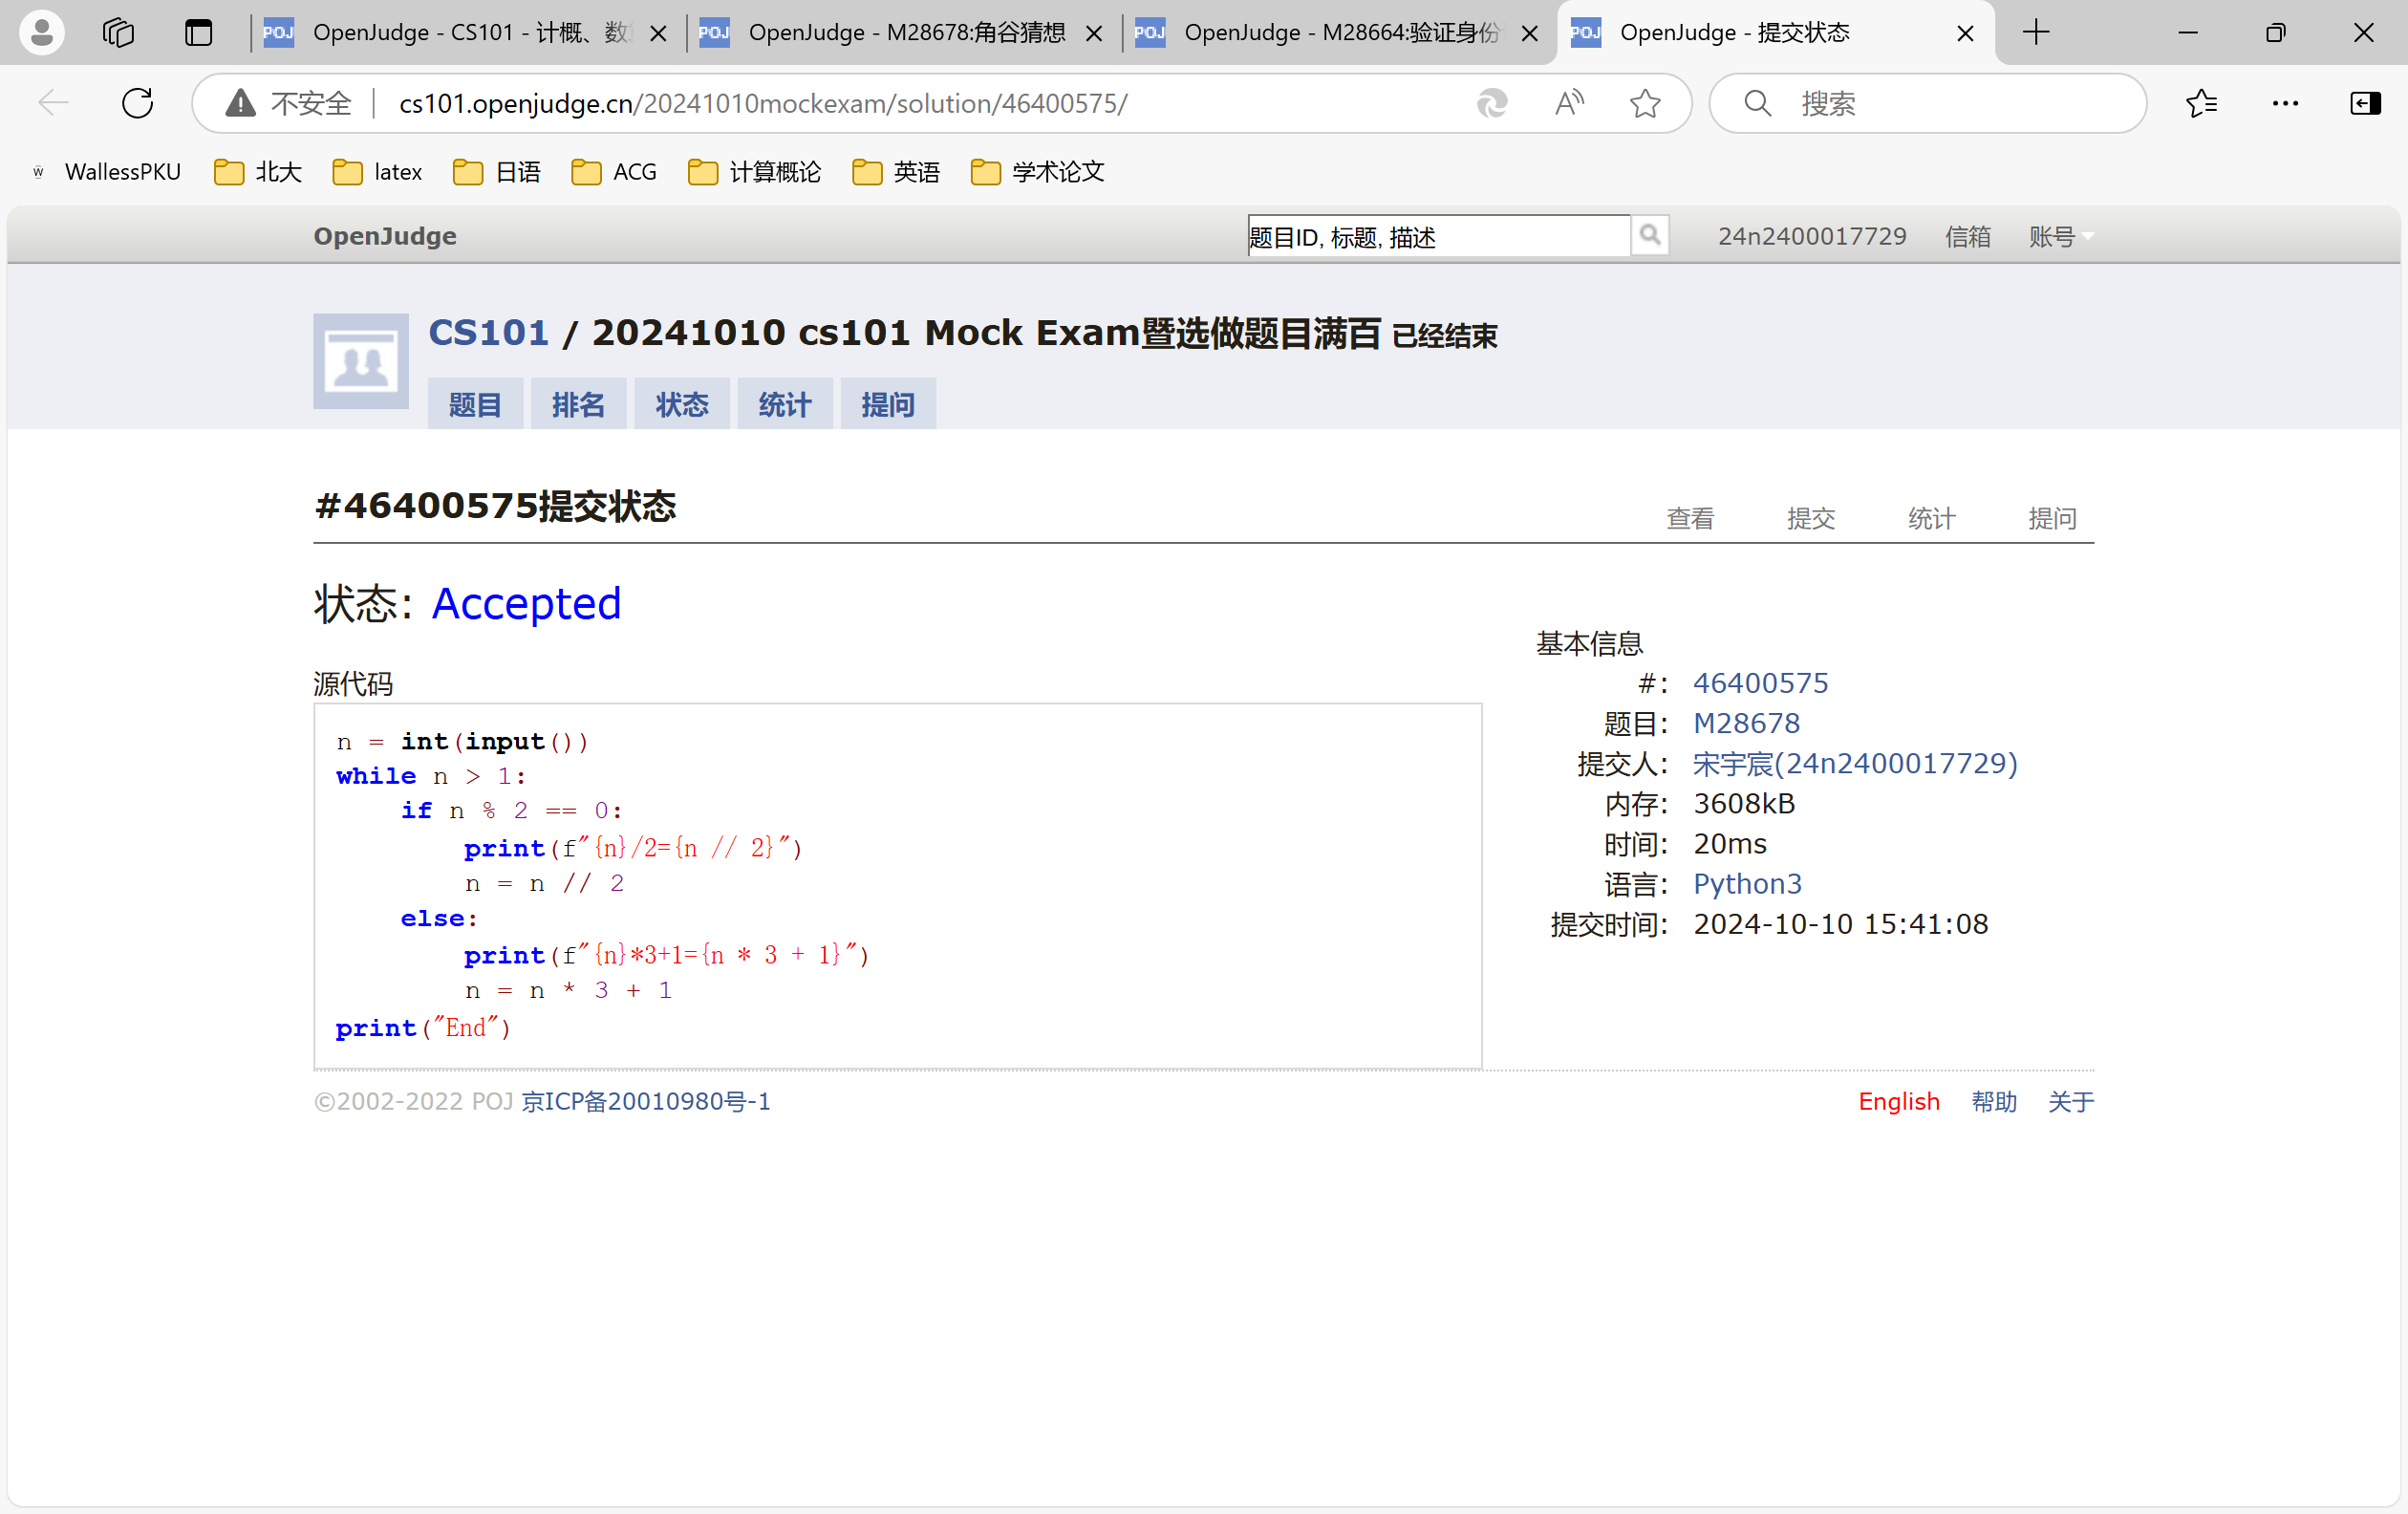 OpenJudge - CS101 - 计概、数 OpenJudge - M28678:角谷猜想 OpenJudge - M28664:验证身份 OpenJudge - 提交状态
不安全 cs101.openjudge.cn/20241010mockexam/solution/46400575/ 搜索
WallessPKU 北大 latex 日语 ACG 计算概论 英语 学术论文
OpenJudge 题目ID, 标题, 描述 24n2400017729 信箱 账号
CS101 / 20241010 cs101 Mock Exam暨选做题目满百 已经结束
题目 排名 状态 统计 提问
#46400575提交状态 查看 提交 统计 提问
状态: Accepted
源代码
n = int(input())
while n > 1:
    if n % 2 == 0:
        print(f"{n}/2={n // 2}")
        n = n // 2
    else:
        print(f"{n}*3+1={n * 3 + 1}")
        n = n * 3 + 1
print("End")
基本信息
#: 46400575
题目: M28678
提交人: 宋宇宸(24n2400017729)
内存: 3608kB
时间: 20ms
语言: Python3
提交时间: 2024-10-10 15:41:08
©2002-2022 POJ 京ICP备20010980号-1 English 帮助 关于